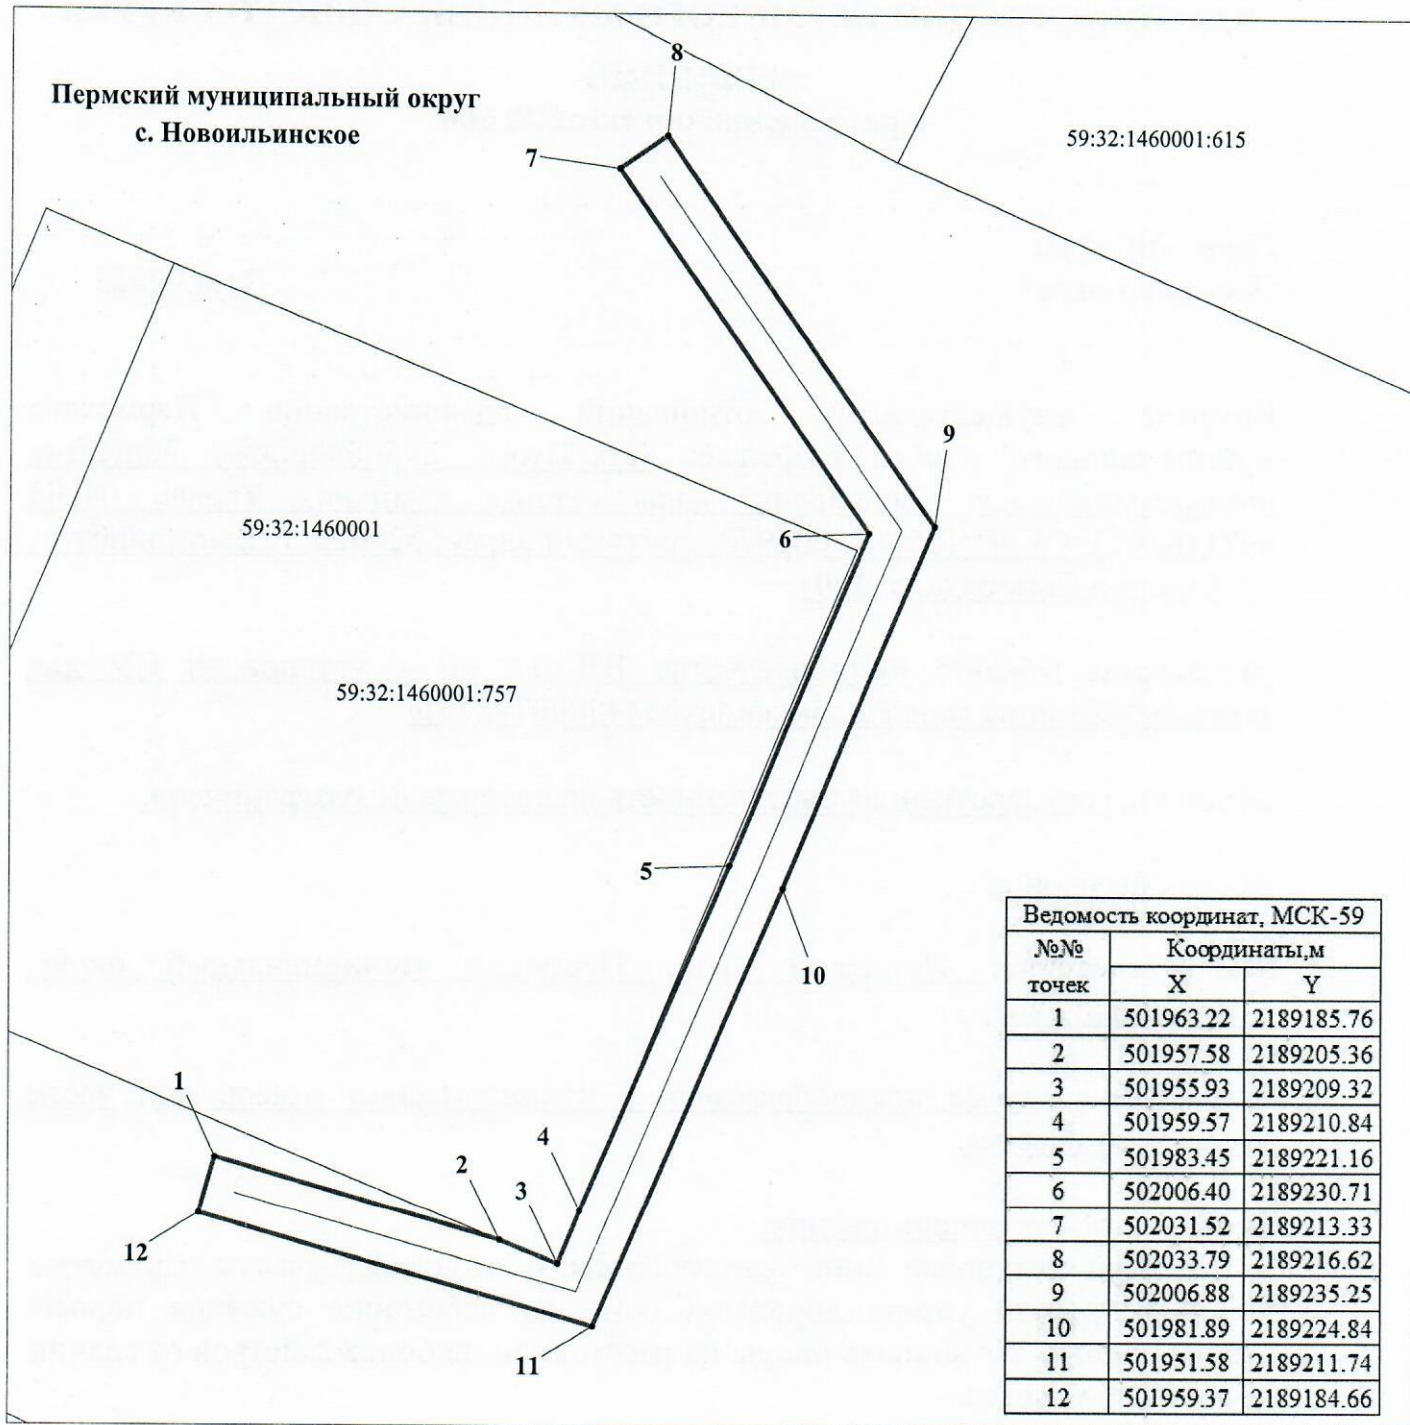 Пермский муниципальный округ
с. Новоильинское
59:32:1460001:615
59:32:1460001
59:32:1460001:757
8
7
9
6
5
10
1
4
2
3
12
11
Ведомость координат, МСК-59
№№ точек Координаты,м
X Y
1 501963.22 2189185.76
2 501957.58 2189205.36
3 501955.93 2189209.32
4 501959.57 2189210.84
5 501983.45 2189221.16
6 502006.40 2189230.71
7 502031.52 2189213.33
8 502033.79 2189216.62
9 502006.88 2189235.25
10 501981.89 2189224.84
11 501951.58 2189211.74
12 501959.37 2189184.66